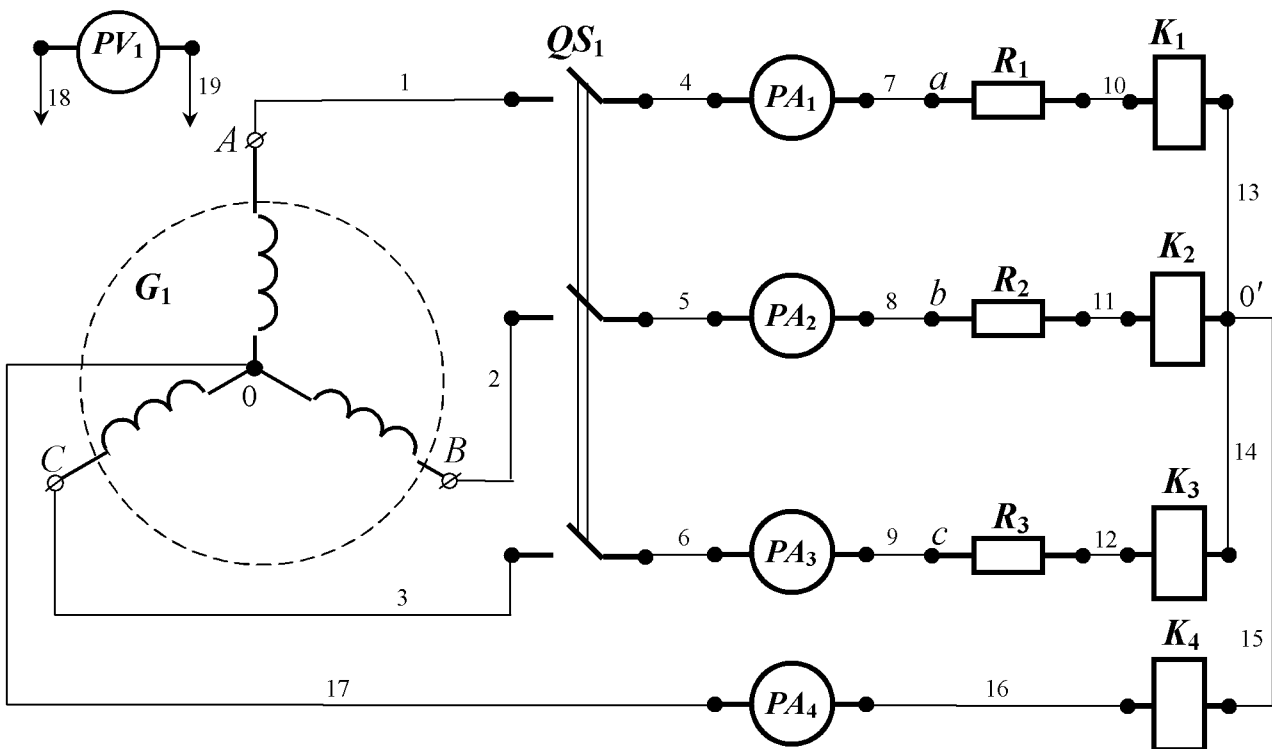 PV₁ QS₁ K₁
18 19 1 4 PA₁ 7 a R₁ 10
A
13
G₁ K₂
2 5 PA₂ 8 b R₂ 11 0′
0
C B 14
K₃
3 6 PA₃ 9 c R₃ 12
K₄
15
17 PA₄ 16